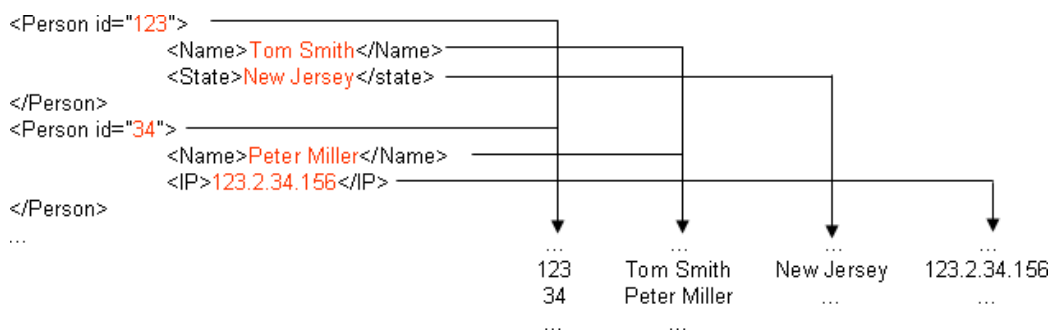 <Person id="123">
<Name>Tom Smith</Name>
<State>New Jersey</state>
</Person>
<Person id="34">
<Name>Peter Miller</Name>
<IP>123.2.34.156</IP>
</Person>
...
... ... ... ...
123 Tom Smith New Jersey 123.2.34.156
34 Peter Miller ... ...
... ...